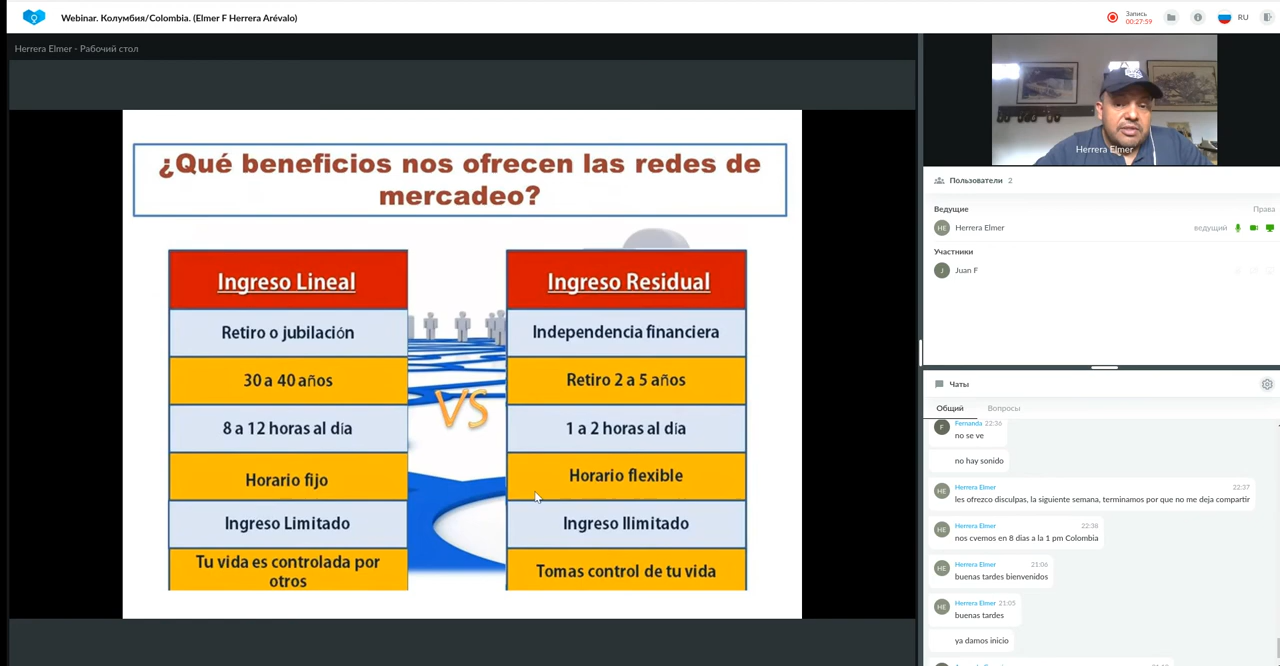 Webinar. Колумбия/Colombia. (Elmer F Herrera Arévalo)
Запись
00:27:59
RU
Herrera Elmer - Рабочий стол
¿Qué beneficios nos ofrecen las redes de
mercadeo?
Ingreso Lineal
Retiro o jubilación
30 a 40 años
8 a 12 horas al día
Horario fijo
Ingreso Limitado
Tu vida es controlada por
otros
VS
Ingreso Residual
Independencia financiera
Retiro 2 a 5 años
1 a 2 horas al día
Horario flexible
Ingreso Ilimitado
Tomas control de tu vida
Herrera Elmer
Пользователи 2
Ведущие Права
HE Herrera Elmer ведущий
Участники
J Juan F
Чаты
Общий Вопросы
F Fernanda 22:36
no se ve
no hay sonido
HE Herrera Elmer 22:37
les ofrezco disculpas, la siguiente semana, terminamos por que no me deja compartir
HE Herrera Elmer 22:38
nos cvemos en 8 dias a la 1 pm Colombia
HE Herrera Elmer 21:06
buenas tardes bienvenidos
HE Herrera Elmer 21:05
buenas tardes
ya damos inicio